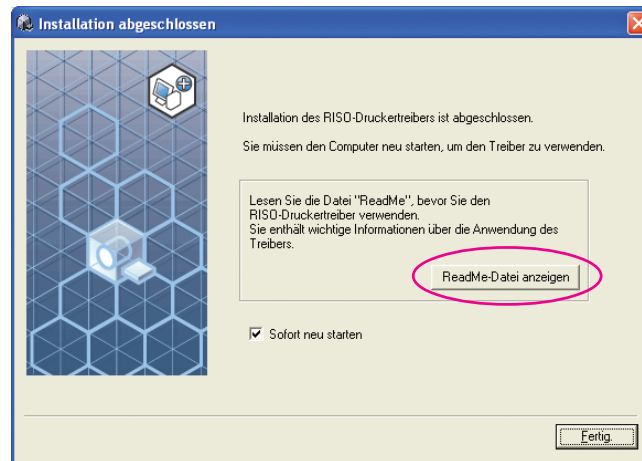 Installation abgeschlossen
Installation des RISO-Druckertreibers ist abgeschlossen.
Sie müssen den Computer neu starten, um den Treiber zu verwenden.
Lesen Sie die Datei "ReadMe", bevor Sie den
RISO-Druckertreiber verwenden.
Sie enthält wichtige Informationen über die Anwendung des
Treibers.
ReadMe-Datei anzeigen
Sofort neu starten
Fertig.